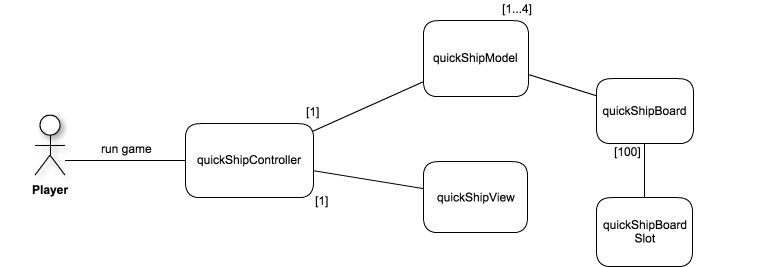 [1...4]
quickShipModel
[1]
quickShipBoard
run game
quickShipController
[100]
Player
[1]
quickShipView
quickShipBoard
Slot